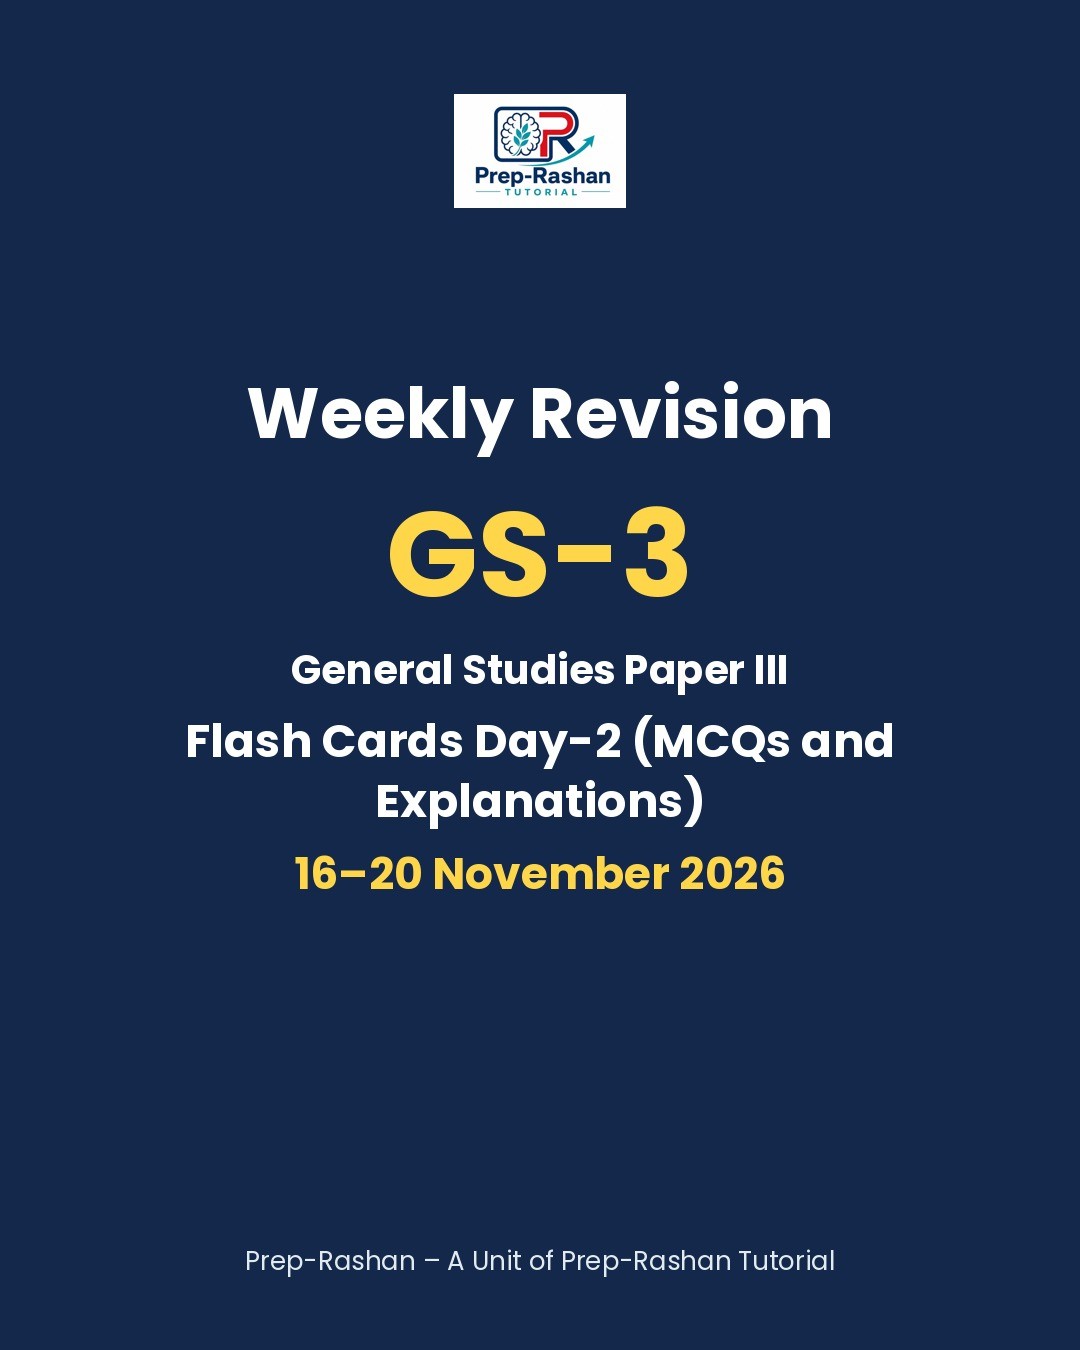 Prep-Rashan
TUTORIAL
Weekly Revision
GS-3
General Studies Paper III
Flash Cards Day-2 (MCQs and
Explanations)
16–20 November 2026
Prep-Rashan – A Unit of Prep-Rashan Tutorial